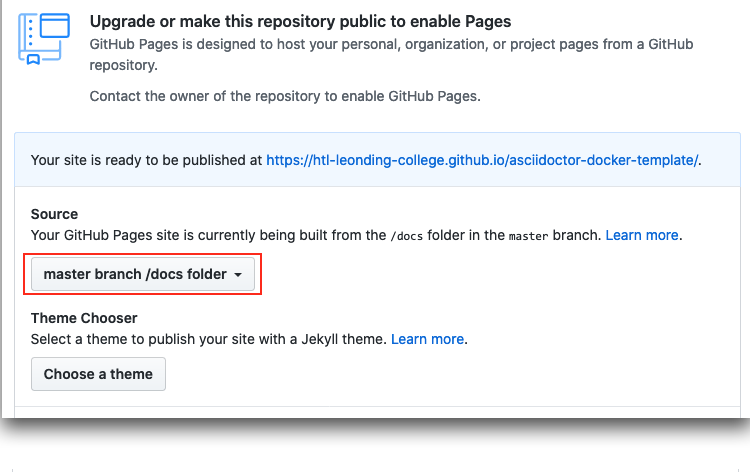 Upgrade or make this repository public to enable Pages
GitHub Pages is designed to host your personal, organization, or project pages from a GitHub
repository.
Contact the owner of the repository to enable GitHub Pages.
Your site is ready to be published at https://htl-leonding-college.github.io/asciidoctor-docker-template/.
Source
Your GitHub Pages site is currently being built from the /docs folder in the master branch. Learn more.
master branch /docs folder
Theme Chooser
Select a theme to publish your site with a Jekyll theme. Learn more.
Choose a theme